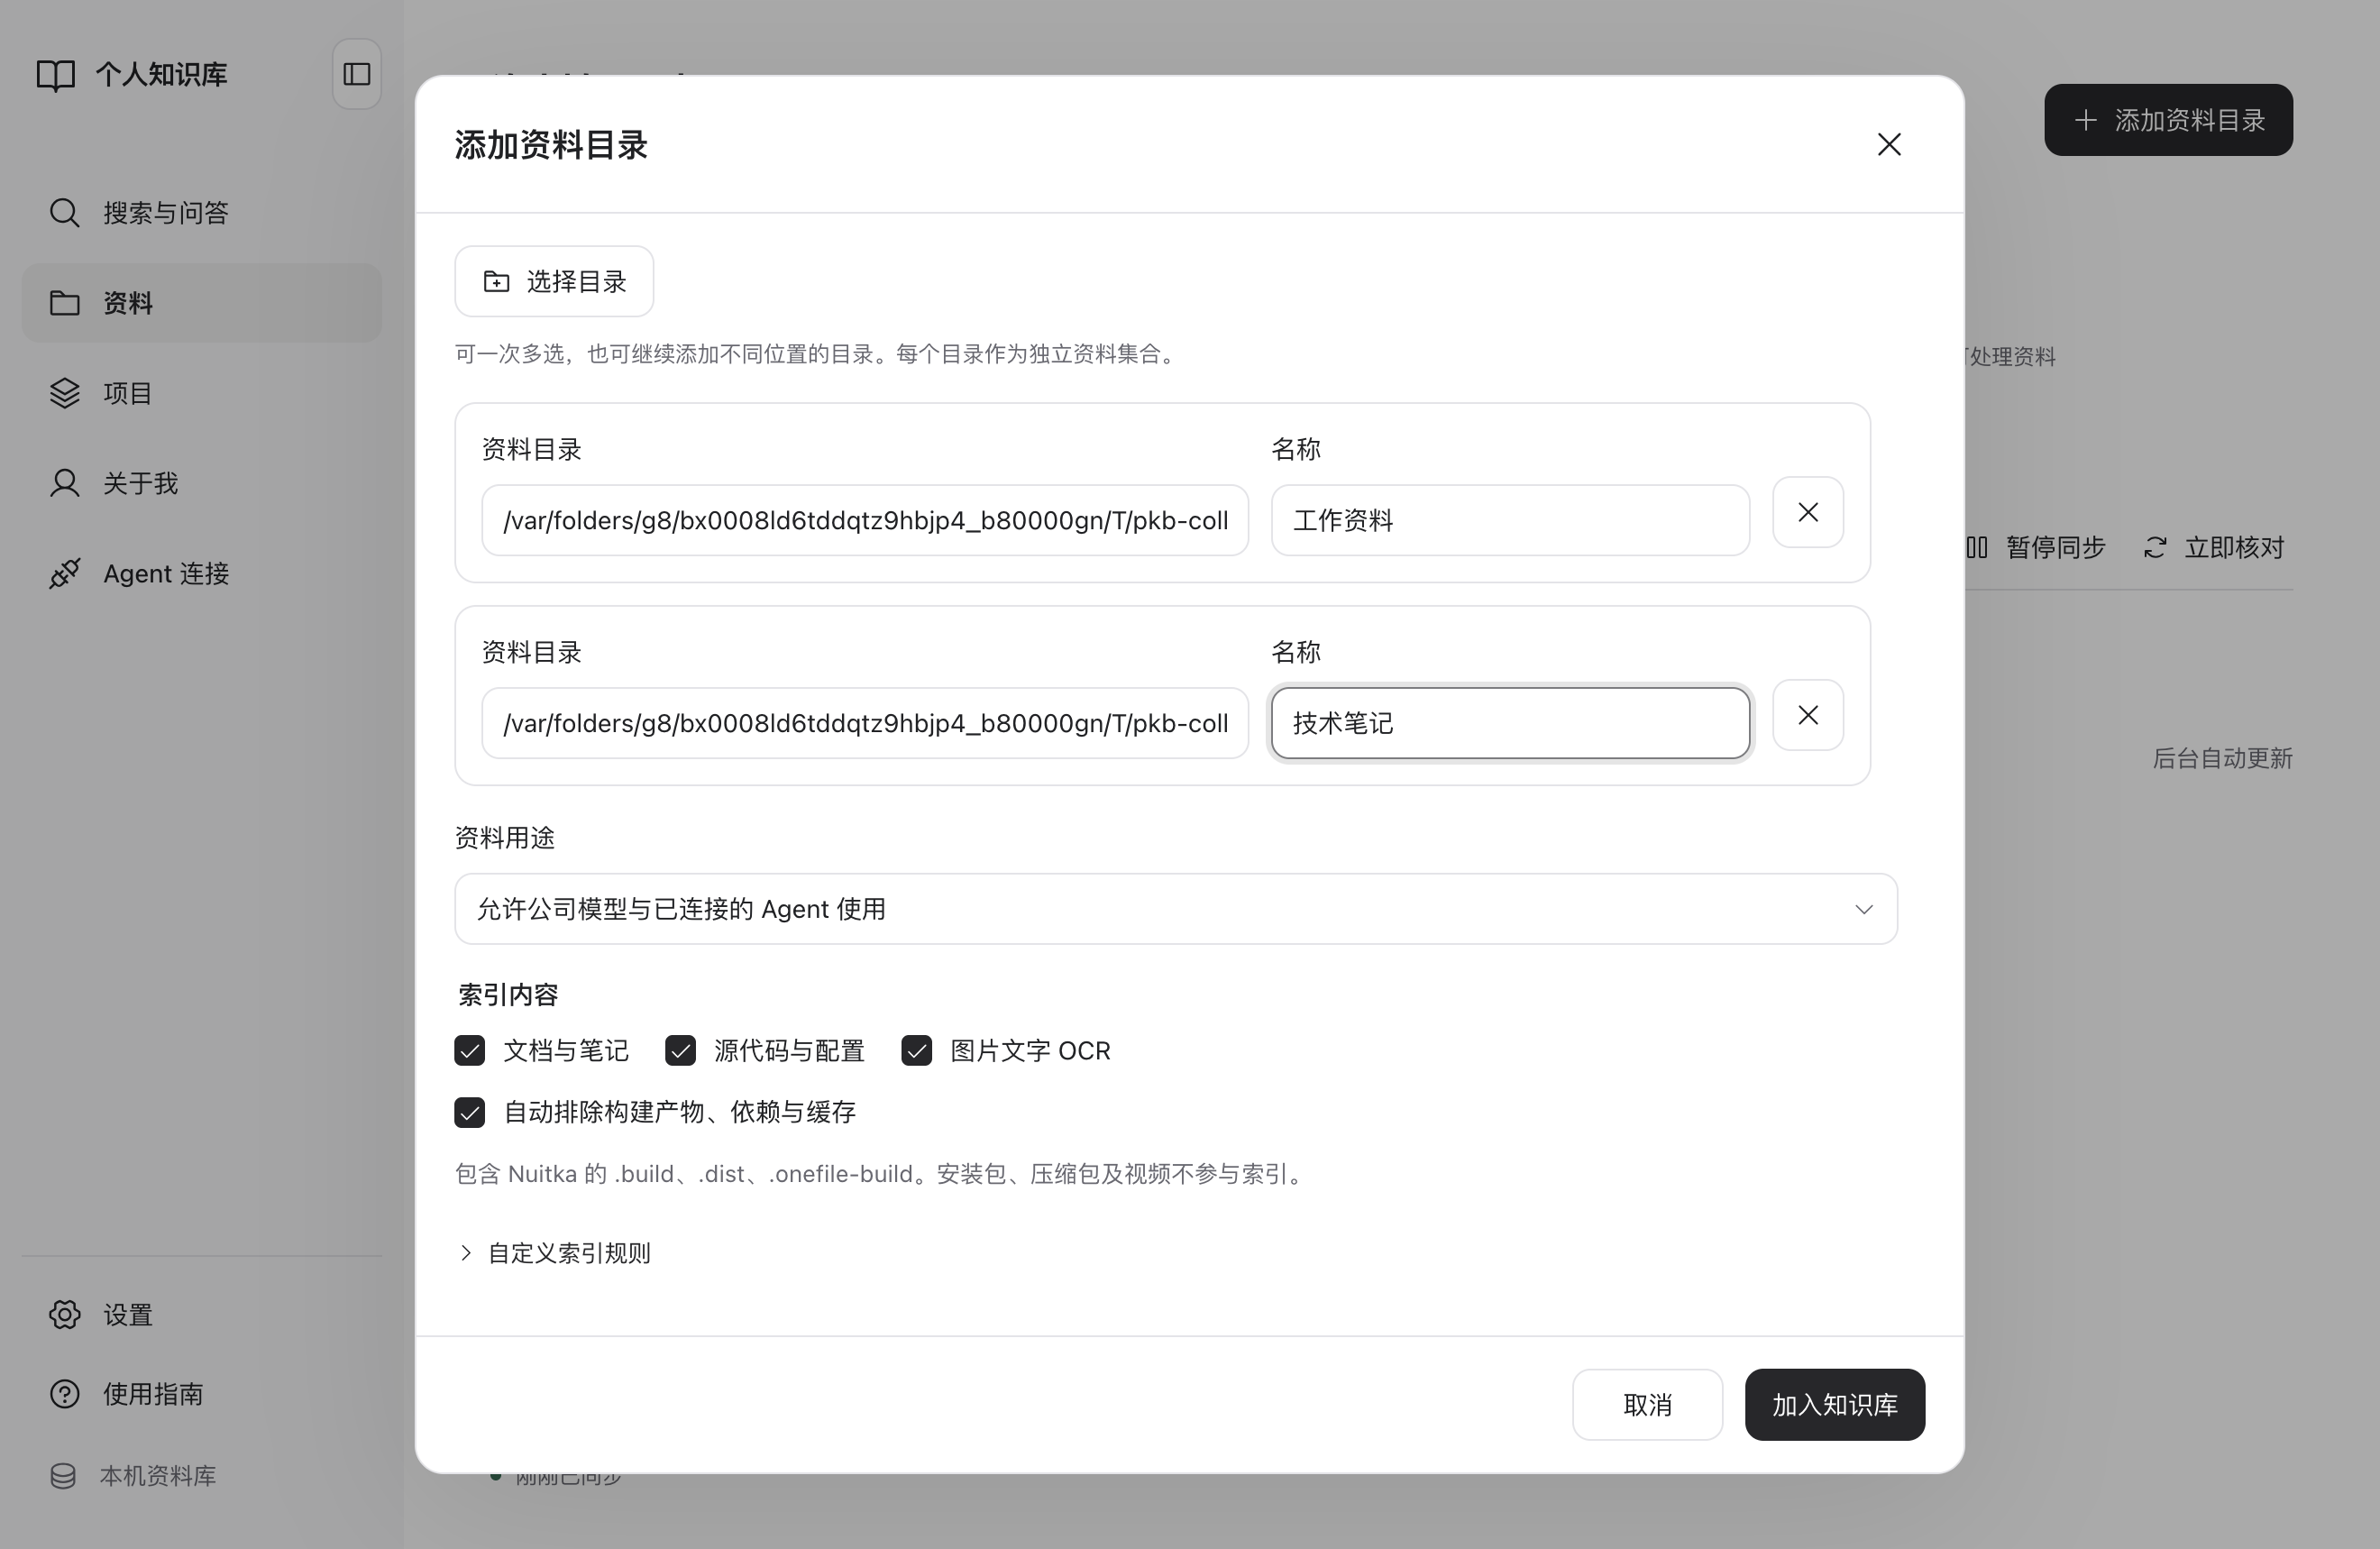 个人知识库
添加资料目录
搜索与问答
资料
项目
关于我
Agent 连接
设置
使用指南
本机资料库
添加资料目录
选择目录
可一次多选，也可继续添加不同位置的目录。每个目录作为独立资料集合。
资料目录
名称
/var/folders/g8/bx0008ld6tddqtz9hbjp4_b80000gn/T/pkb-coll
工作资料
资料目录
名称
/var/folders/g8/bx0008ld6tddqtz9hbjp4_b80000gn/T/pkb-coll
技术笔记
资料用途
允许公司模型与已连接的 Agent 使用
索引内容
文档与笔记
源代码与配置
图片文字 OCR
自动排除构建产物、依赖与缓存
包含 Nuitka 的 .build、.dist、.onefile-build。安装包、压缩包及视频不参与索引。
自定义索引规则
取消
加入知识库
处理资料
暂停同步
立即核对
后台自动更新
刚刚已同步